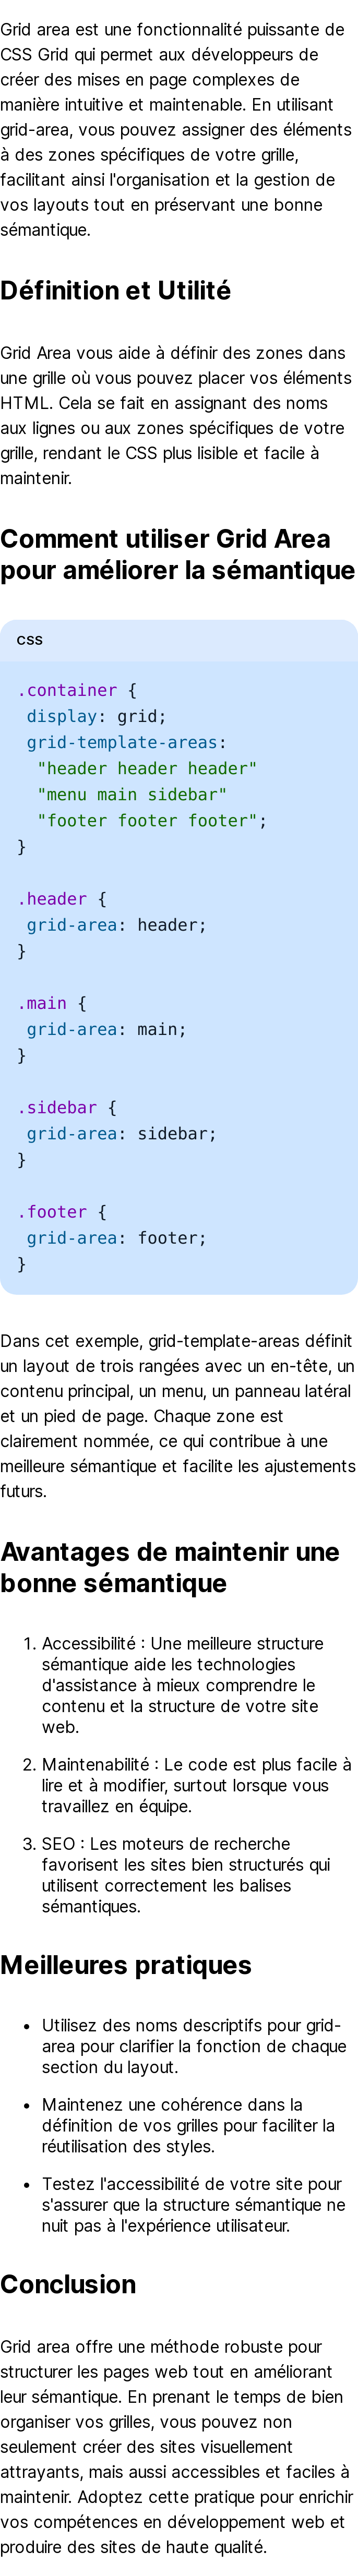 Grid area est une fonctionnalité puissante de
CSS Grid qui permet aux développeurs de
créer des mises en page complexes de
manière intuitive et maintenable. En utilisant
grid-area, vous pouvez assigner des éléments
à des zones spécifiques de votre grille,
facilitant ainsi l'organisation et la gestion de
vos layouts tout en préservant une bonne
sémantique.
Définition et Utilité
Grid Area vous aide à définir des zones dans
une grille où vous pouvez placer vos éléments
HTML. Cela se fait en assignant des noms
aux lignes ou aux zones spécifiques de votre
grille, rendant le CSS plus lisible et facile à
maintenir.
Comment utiliser Grid Area
pour améliorer la sémantique
css
.container {
display: grid;
grid-template-areas:
"header header header"
"menu main sidebar"
"footer footer footer";
}
.header {
grid-area: header;
}
.main {
grid-area: main;
}
.sidebar {
grid-area: sidebar;
}
.footer {
grid-area: footer;
}
Dans cet exemple, grid-template-areas définit
un layout de trois rangées avec un en-tête, un
contenu principal, un menu, un panneau latéral
et un pied de page. Chaque zone est
clairement nommée, ce qui contribue à une
meilleure sémantique et facilite les ajustements
futurs.
Avantages de maintenir une
bonne sémantique
1. Accessibilité : Une meilleure structure
sémantique aide les technologies
d'assistance à mieux comprendre le
contenu et la structure de votre site
web.
2. Maintenabilité : Le code est plus facile à
lire et à modifier, surtout lorsque vous
travaillez en équipe.
3. SEO : Les moteurs de recherche
favorisent les sites bien structurés qui
utilisent correctement les balises
sémantiques.
Meilleures pratiques
• Utilisez des noms descriptifs pour grid-
area pour clarifier la fonction de chaque
section du layout.
• Maintenez une cohérence dans la
définition de vos grilles pour faciliter la
réutilisation des styles.
• Testez l'accessibilité de votre site pour
s'assurer que la structure sémantique ne
nuit pas à l'expérience utilisateur.
Conclusion
Grid area offre une méthode robuste pour
structurer les pages web tout en améliorant
leur sémantique. En prenant le temps de bien
organiser vos grilles, vous pouvez non
seulement créer des sites visuellement
attrayants, mais aussi accessibles et faciles à
maintenir. Adoptez cette pratique pour enrichir
vos compétences en développement web et
produire des sites de haute qualité.